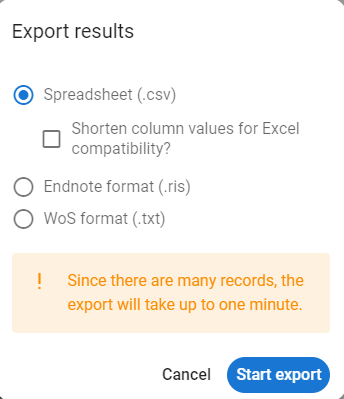 Export results
Spreadsheet (.csv)
Shorten column values for Excel
compatibility?
Endnote format (.ris)
WoS format (.txt)
! Since there are many records, the
export will take up to one minute.
Cancel Start export